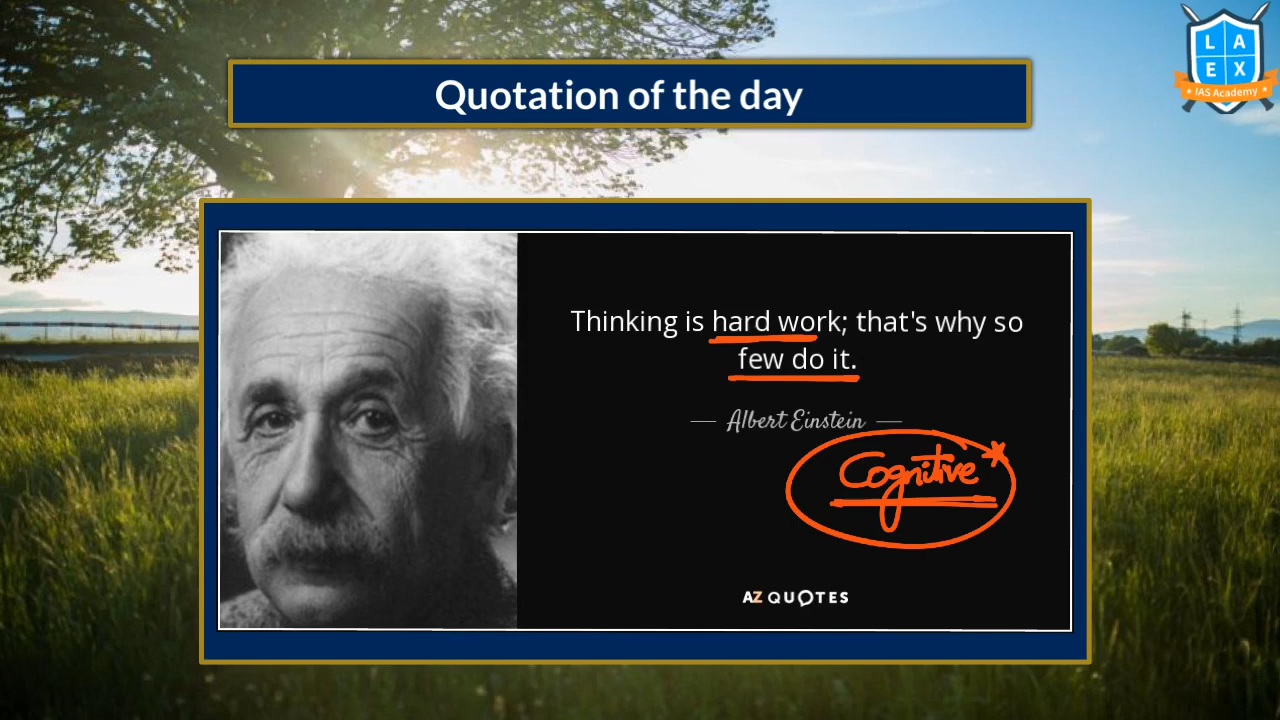 L A
E X
IAS Academy
Quotation of the day
Thinking is hard work; that's why so
few do it.
— Albert Einstein —
Cognitive
AZ QUOTES